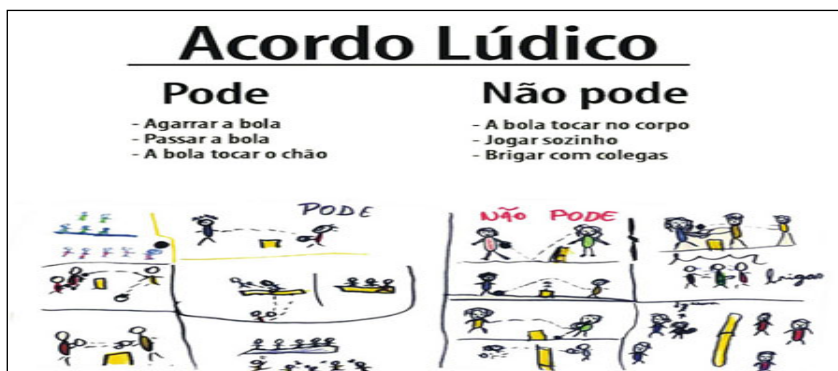 Acordo Lúdico
Pode
- Agarrar a bola
- Passar a bola
- A bola tocar o chão
Não pode
- A bola tocar no corpo
- Jogar sozinho
- Brigar com colegas
PODE
NÃO PODE
brigas